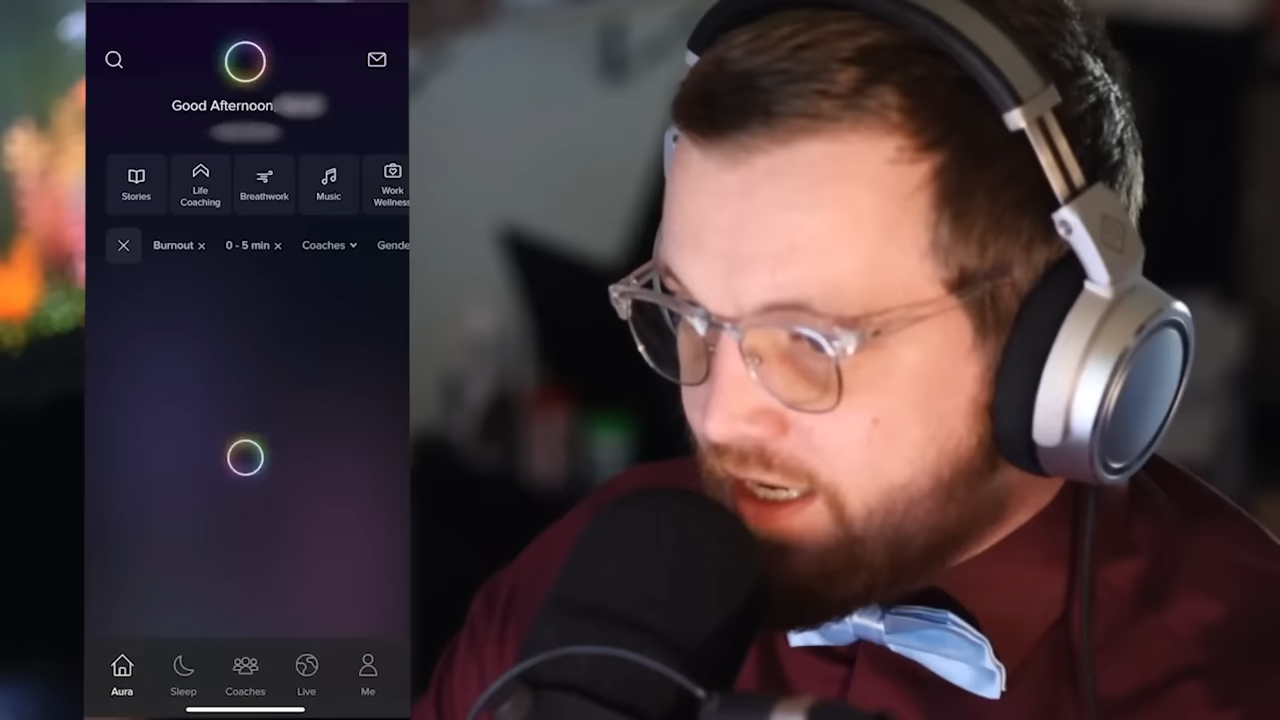 Good Afternoon,
Stories
Life
Coaching
Breathwork
Music
Work
Wellness
Burnout × 0 - 5 min × Coaches Gende
Aura Sleep Coaches Live Me